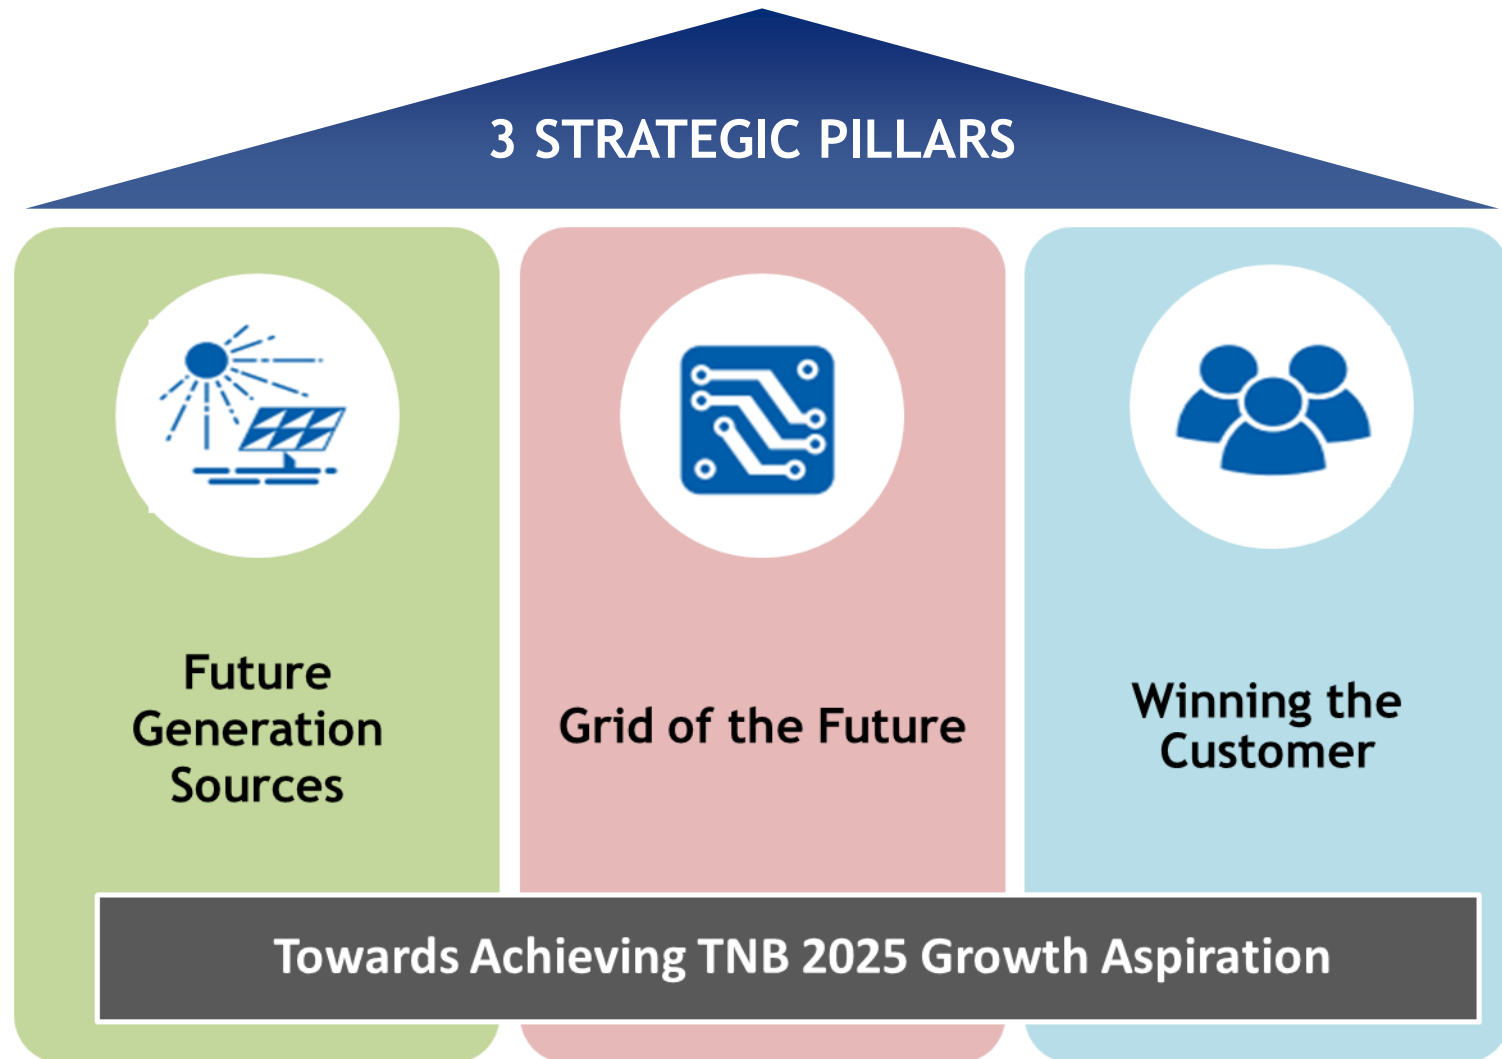 3 STRATEGIC PILLARS
Future
Generation
Sources
Grid of the Future
Winning the
Customer
Towards Achieving TNB 2025 Growth Aspiration